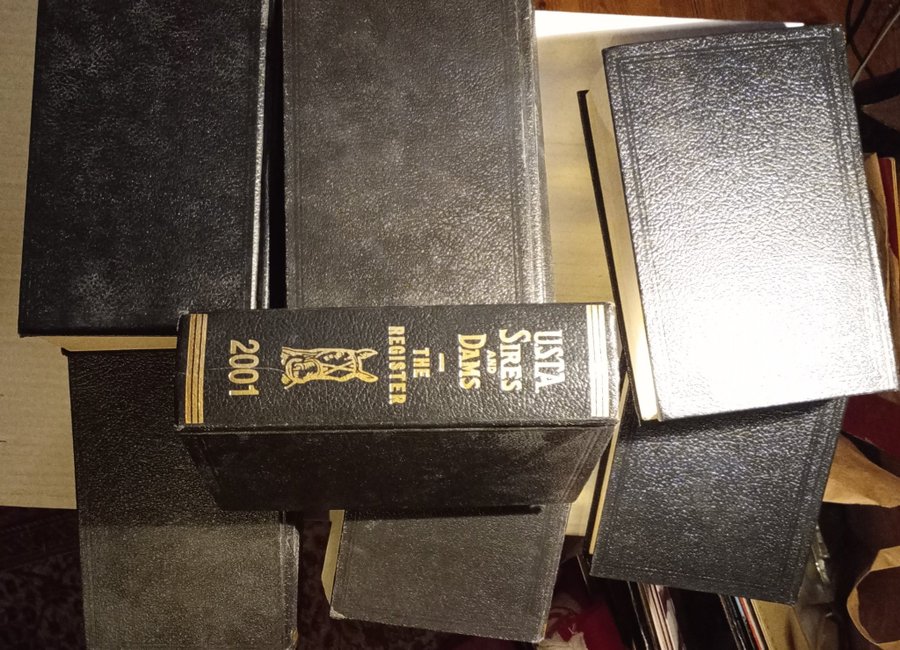 USTA
SIRES
AND
DAMS
THE
REGISTER
2001